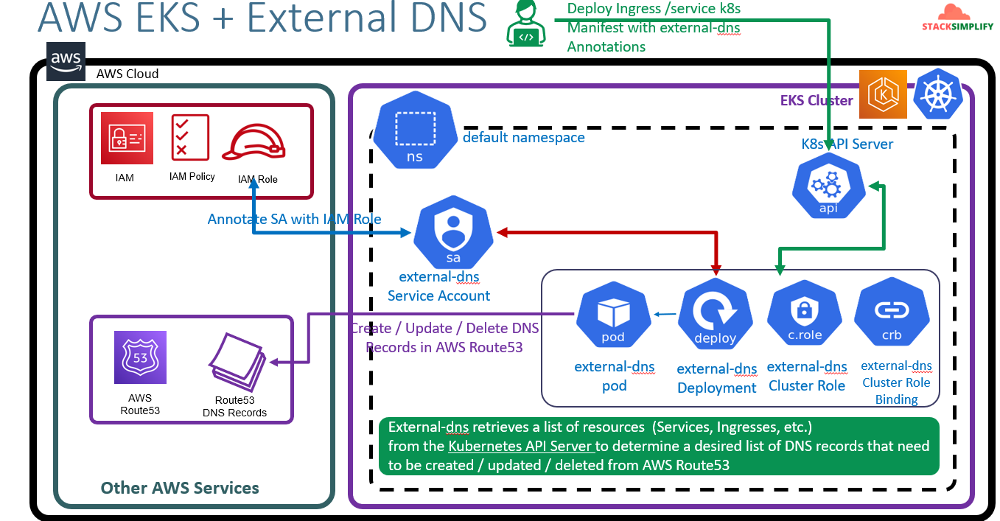 AWS EKS + External DNS
Deploy Ingress /service k8s
Manifest with external-dns
Annotations
</>
STACKSIMPLIFY
aws
AWS Cloud
EKS Cluster
K
ns
default namespace
K8s API Server
api
IAM
IAM Policy
IAM Role
Annotate SA with IAM Role
sa
external-dns
Service Account
Create / Update / Delete DNS
Records in AWS Route53
pod
external-dns
pod
deploy
external-dns
Deployment
c.role
external-dns
Cluster Role
crb
external-dns
Cluster Role
Binding
53
AWS
Route53
Route53
DNS Records
External-dns retrieves a list of resources (Services, Ingresses, etc.)
from the Kubernetes API Server to determine a desired list of DNS records that need
to be created / updated / deleted from AWS Route53
Other AWS Services